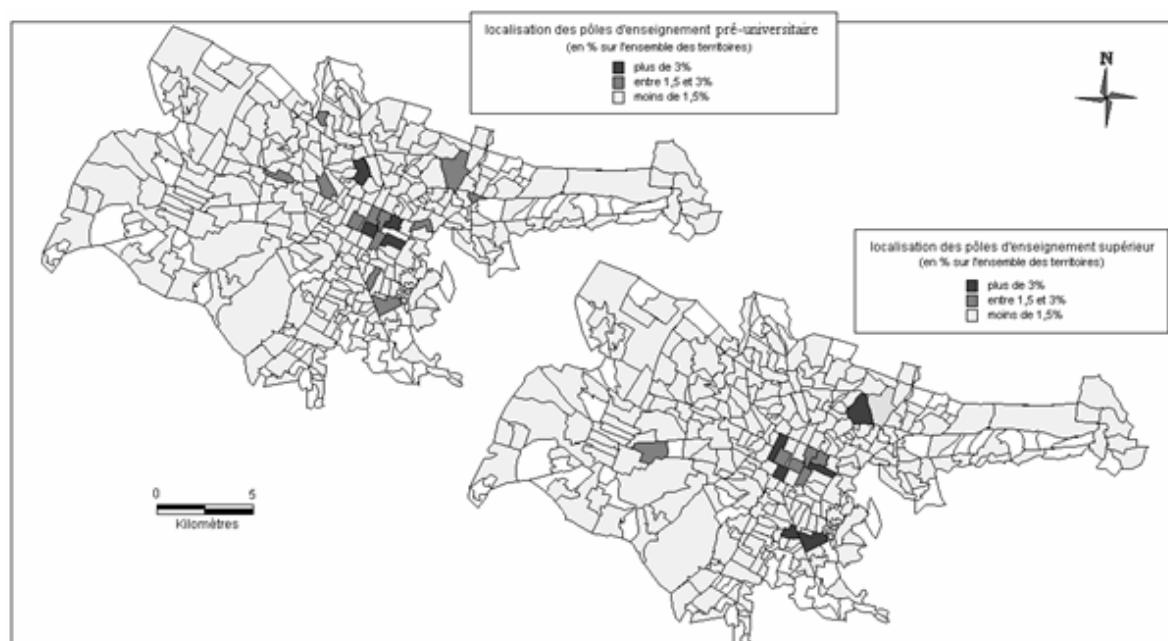 localisation des pôles d'enseignement pré-universitaire
(en % sur l'ensemble des territoires)
plus de 3%
entre 1,5 et 3%
moins de 1,5%
N
localisation des pôles d'enseignement supérieur
(en % sur l'ensemble des territoires)
plus de 3%
entre 1,5 et 3%
moins de 1,5%
0 5
Kilomètres